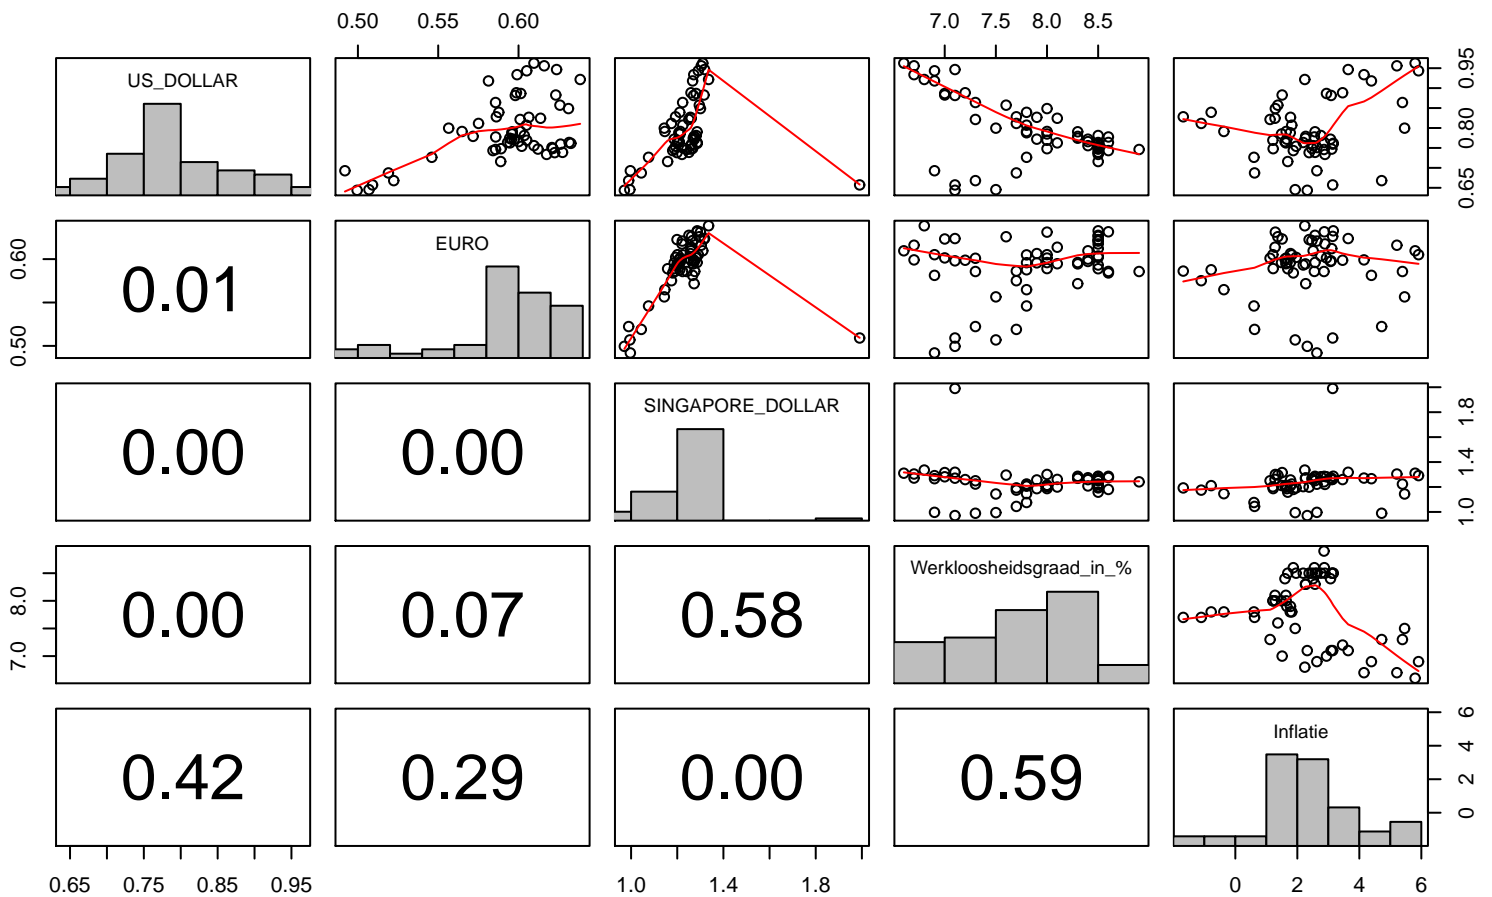 0.50 0.55 0.60 7.0 7.5 8.0 8.5
US_DOLLAR
0.65 0.80 0.95
0.50 0.60
0.01
EURO
0.00 0.00
SINGAPORE_DOLLAR
1.0 1.4 1.8
7.0 8.0
0.00 0.07 0.58
Werkloosheidsgraad_in_%
0.42 0.29 0.00 0.59
Inflatie
0 2 4 6
0.65 0.75 0.85 0.95 1.0 1.4 1.8 0 2 4 6